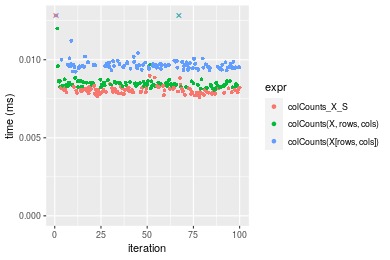 0.010
0.005
0.000
time (ms)
0
25
50
75
100
iteration
expr
colCounts_X_S
colCounts(X, rows, cols)
colCounts(X[rows, cols])